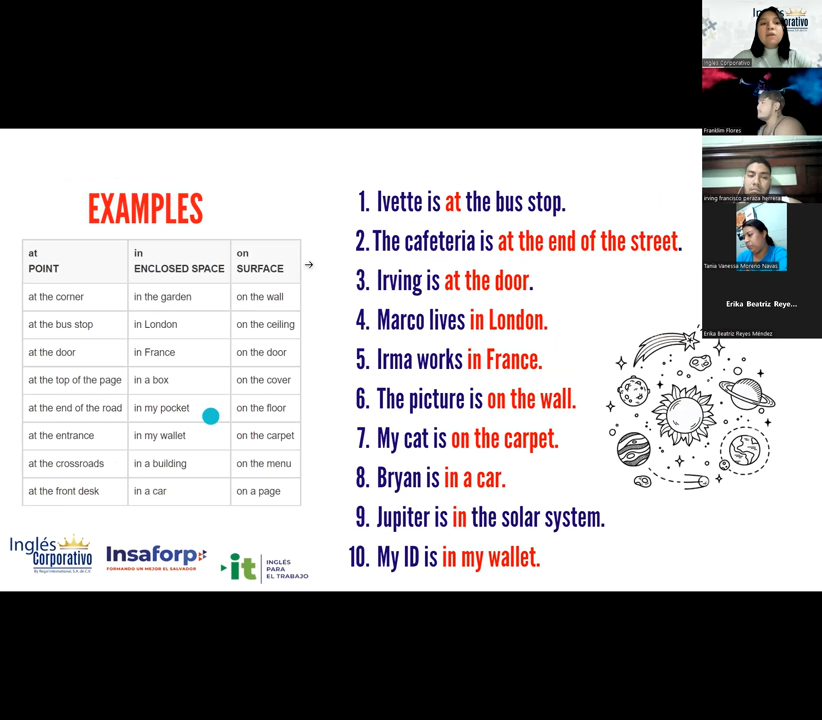 EXAMPLES
at in on
POINT ENCLOSED SPACE SURFACE
at the corner in the garden on the wall
at the bus stop in London on the ceiling
at the door in France on the door
at the top of the page in a box on the cover
at the end of the road in my pocket on the floor
at the entrance in my wallet on the carpet
at the crossroads in a building on the menu
at the front desk in a car on a page
→
1. Ivette is at the bus stop.
2. The cafeteria is at the end of the street.
3. Irving is at the door.
4. Marco lives in London.
5. Irma works in France.
6. The picture is on the wall.
7. My cat is on the carpet.
8. Bryan is in a car.
9. Jupiter is in the solar system.
10. My ID is in my wallet.
Inglés
Corporativo
Insaforp
FORMANDO UN MEJOR EL SALVADOR
it
INGLÉS
PARA
EL TRABAJO
Inglés Corporativo
Franklim Flores
irving francisco peraza herrera
Tania Vanessa Moreno Navas
Erika Beatriz Reye...
Erika Beatriz Reyes Méndez